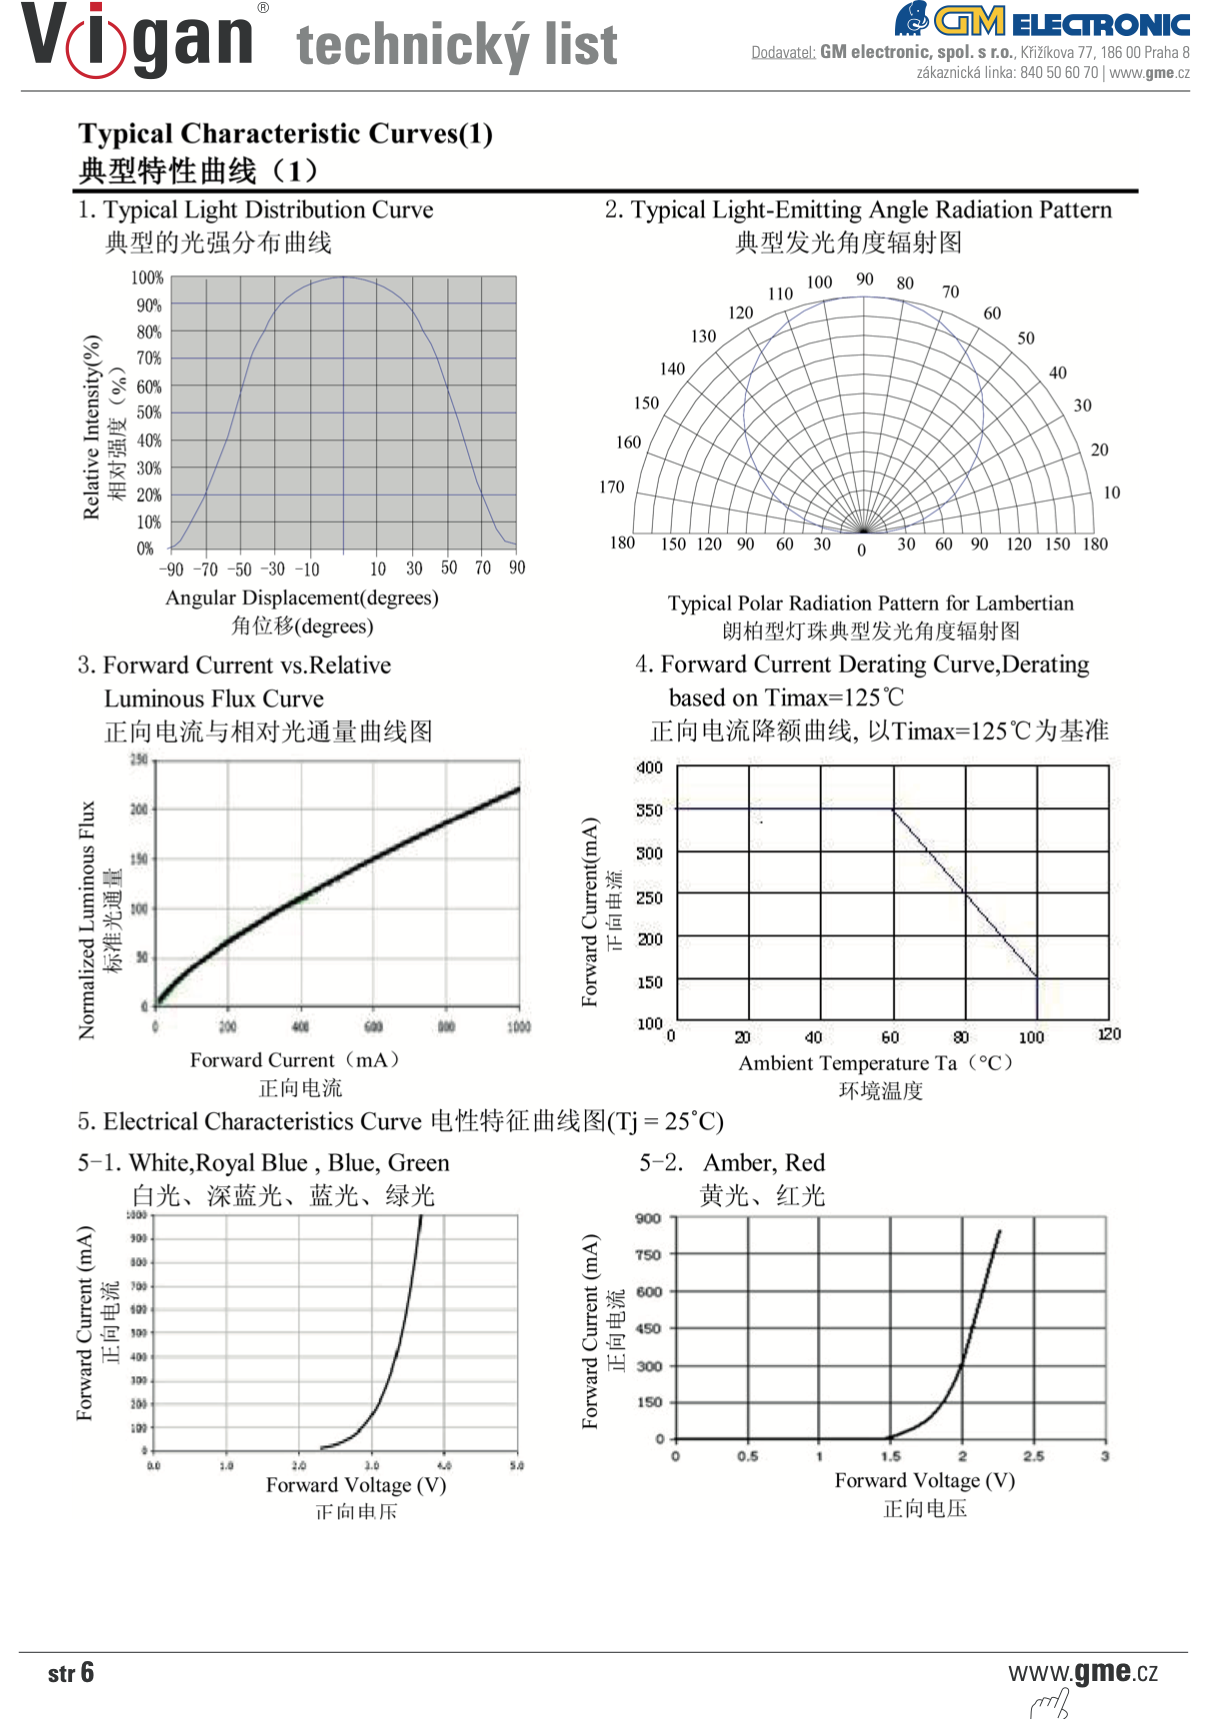 Vigan® technický list
GM ELECTRONIC
Dodavatel: GM electronic, spol. s r.o., Křižíkova 77, 186 00 Praha 8
zákaznická linka: 840 50 60 70 | www.gme.cz
Typical Characteristic Curves(1)
典型特性曲线（1）
1. Typical Light Distribution Curve
典型的光强分布曲线
100%
90%
80%
70%
60%
50%
40%
30%
20%
10%
0%
Relative Intensity(%)
相对强度（%）
-90 -70 -50 -30 -10 10 30 50 70 90
Angular Displacement(degrees)
角位移(degrees)
2. Typical Light-Emitting Angle Radiation Pattern
典型发光角度辐射图
90
100 80
110 70
120 60
130 50
140 40
150 30
160 20
170 10
180 150 120 90 60 30 0 30 60 90 120 150 180
Typical Polar Radiation Pattern for Lambertian
朗柏型灯珠典型发光角度辐射图
3. Forward Current vs.Relative
Luminous Flux Curve
正向电流与相对光通量曲线图
250
200
150
100
50
0
Normalized Luminous Flux
标准光通量
0 200 400 600 800 1000
Forward Current（mA）
正向电流
4. Forward Current Derating Curve,Derating
based on Timax=125℃
正向电流降额曲线, 以Timax=125℃为基准
400
350
300
250
200
150
100
Forward Current(mA)
正向电流
0 20 40 60 80 100 120
Ambient Temperature Ta（°C）
环境温度
5. Electrical Characteristics Curve 电性特征曲线图(Tj = 25˚C)
5-1. White,Royal Blue , Blue, Green
白光、深蓝光、蓝光、绿光
1000
900
800
700
600
500
400
300
200
100
0
Forward Current (mA)
正向电流
0.0 1.0 2.0 3.0 4.0 5.0
Forward Voltage (V)
正向电压
5-2. Amber, Red
黄光、红光
900
750
600
450
300
150
0
Forward Current (mA)
正向电流
0 0.5 1 1.5 2 2.5 3
Forward Voltage (V)
正向电压
str 6
www.gme.cz